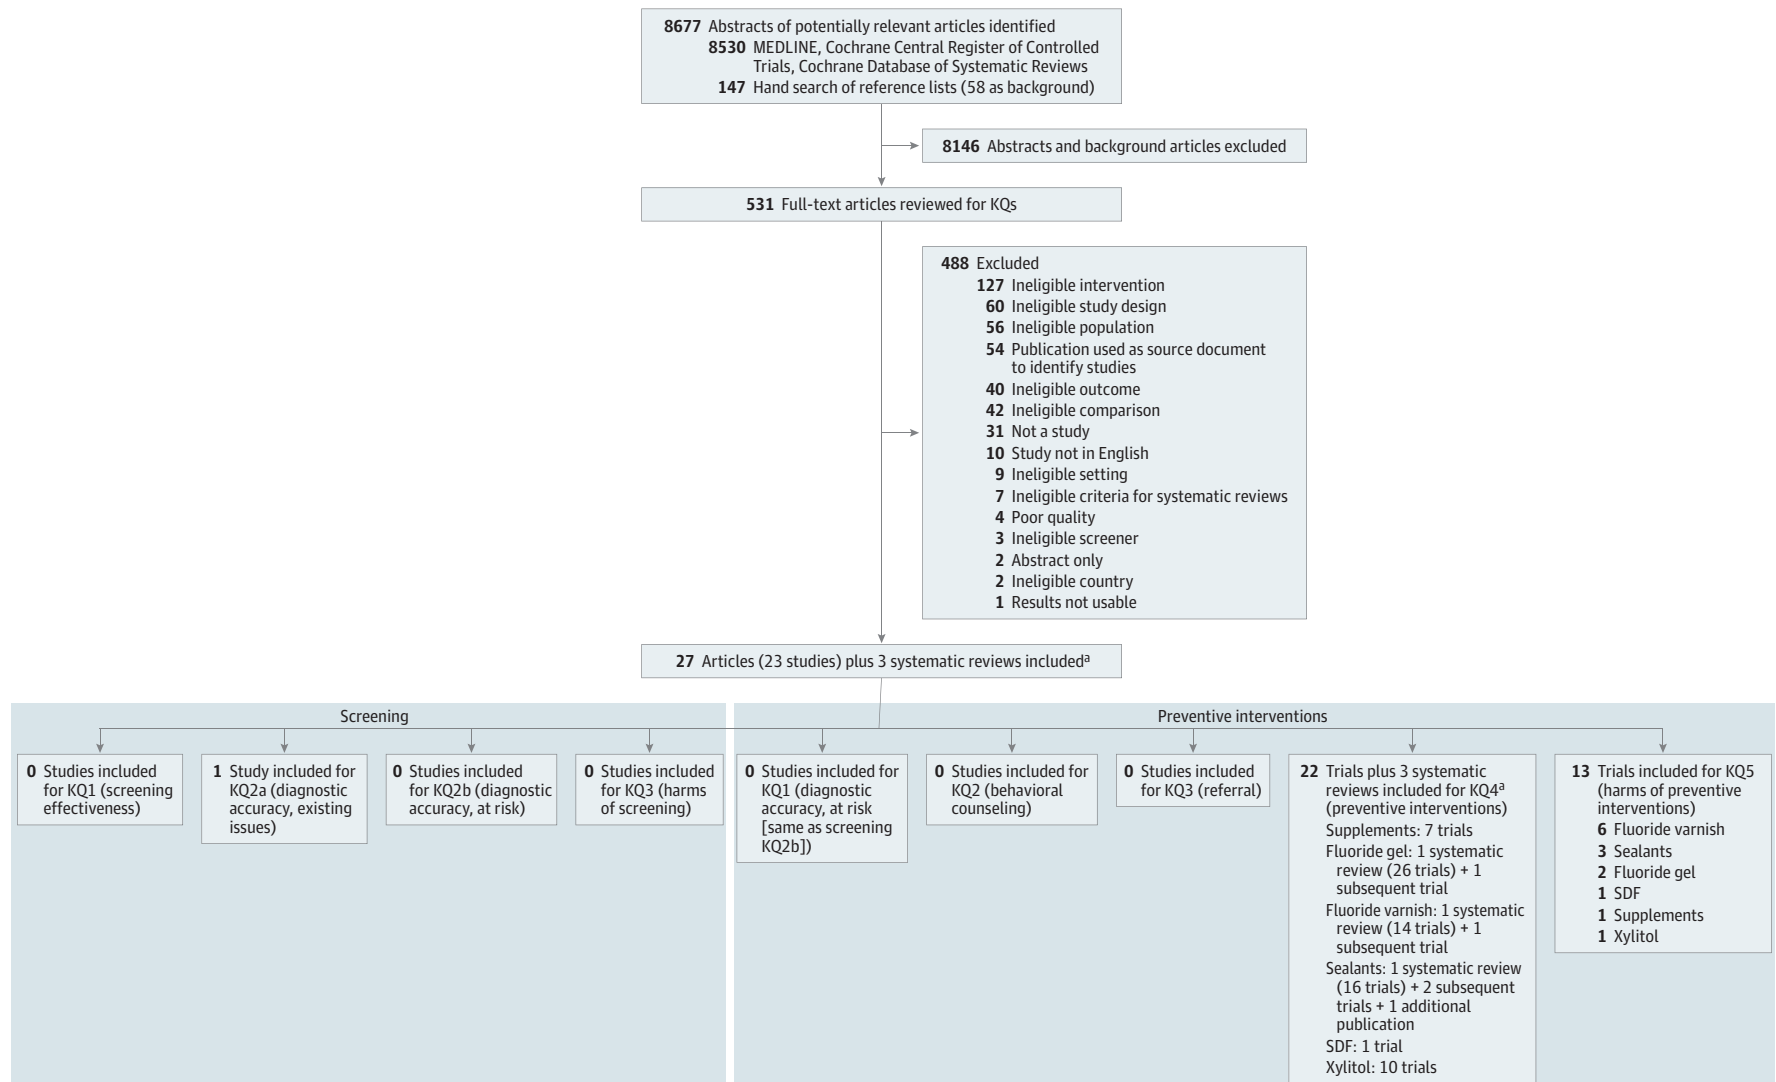 8677 Abstracts of potentially relevant articles identified
8530 MEDLINE, Cochrane Central Register of Controlled
Trials, Cochrane Database of Systematic Reviews
147 Hand search of reference lists (58 as background)
8146 Abstracts and background articles excluded
531 Full-text articles reviewed for KQs
488 Excluded
127 Ineligible intervention
60 Ineligible study design
56 Ineligible population
54 Publication used as source document
to identify studies
40 Ineligible outcome
42 Ineligible comparison
31 Not a study
10 Study not in English
9 Ineligible setting
7 Ineligible criteria for systematic reviews
4 Poor quality
3 Ineligible screener
2 Abstract only
2 Ineligible country
1 Results not usable
27 Articles (23 studies) plus 3 systematic reviews includedᵃ
Screening
0 Studies included
for KQ1 (screening
effectiveness)
1 Study included for
KQ2a (diagnostic
accuracy, existing
issues)
0 Studies included
for KQ2b (diagnostic
accuracy, at risk)
0 Studies included
for KQ3 (harms
of screening)
Preventive interventions
0 Studies included for
KQ1 (diagnostic
accuracy, at risk
[same as screening
KQ2b])
0 Studies included for
KQ2 (behavioral
counseling)
0 Studies included
for KQ3 (referral)
22 Trials plus 3 systematic
reviews included for KQ4ᵃ
(preventive interventions)
Supplements: 7 trials
Fluoride gel: 1 systematic
review (26 trials) + 1
subsequent trial
Fluoride varnish: 1 systematic
review (14 trials) + 1
subsequent trial
Sealants: 1 systematic review
(16 trials) + 2 subsequent
trials + 1 additional
publication
SDF: 1 trial
Xylitol: 10 trials
13 Trials included for KQ5
(harms of preventive
interventions)
6 Fluoride varnish
3 Sealants
2 Fluoride gel
1 SDF
1 Supplements
1 Xylitol